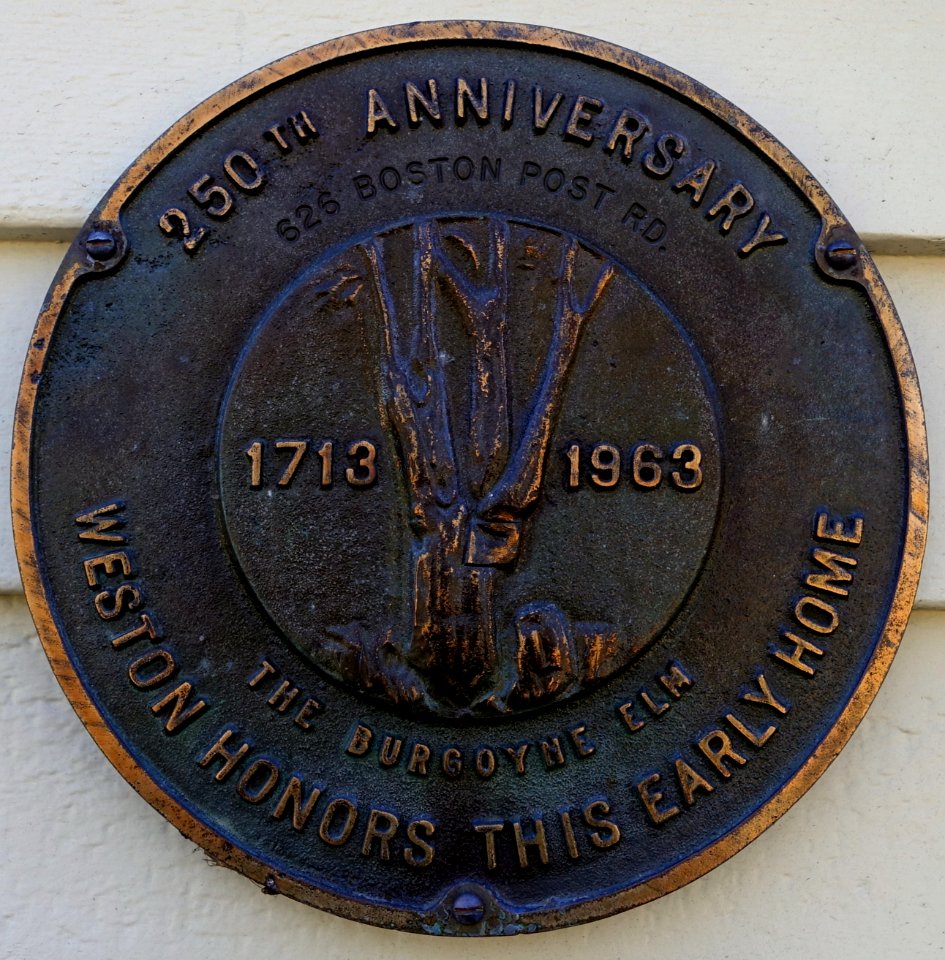 250TH ANNIVERSARY
626 BOSTON POST RD.
1713 1963
THE BURGOYNE ELM
WESTON HONORS THIS EARLY HOME